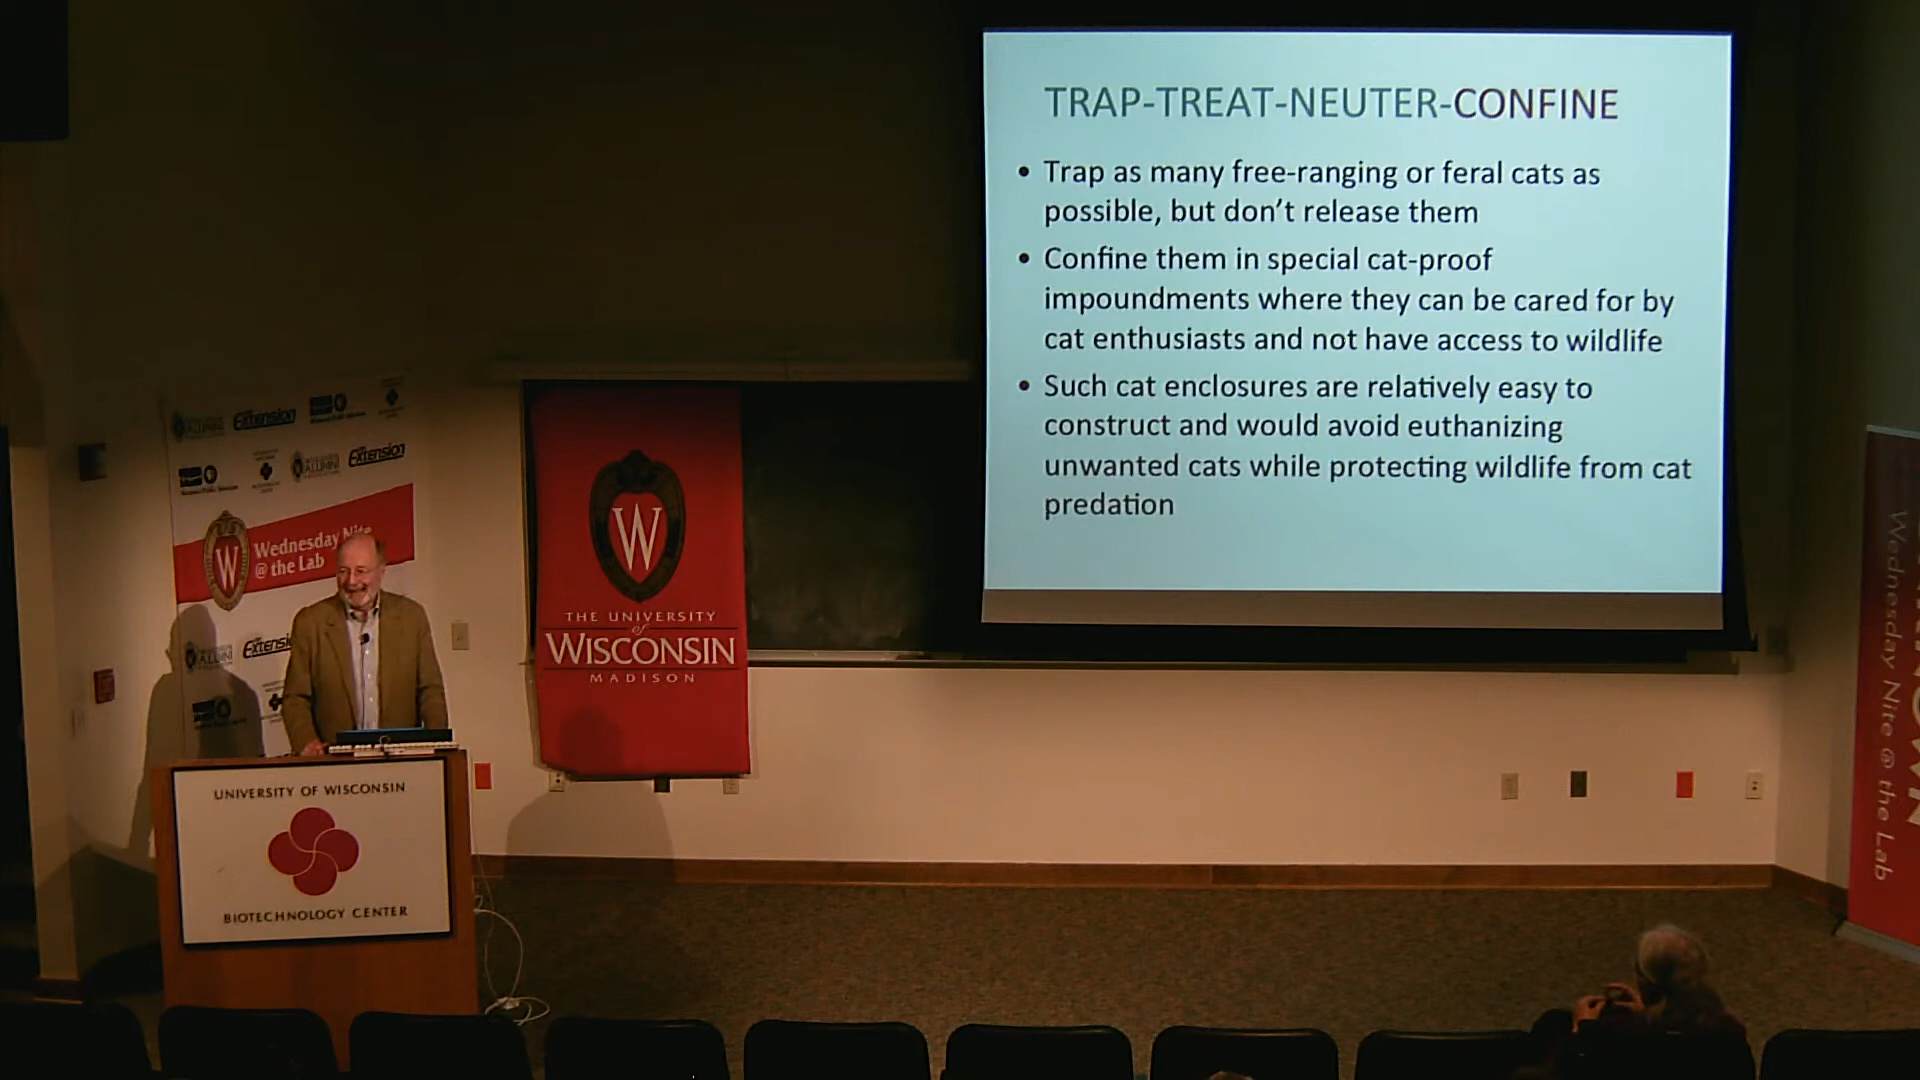 TRAP-TREAT-NEUTER-CONFINE
• Trap as many free-ranging or feral cats as
possible, but don’t release them
• Confine them in special cat-proof
impoundments where they can be cared for by
cat enthusiasts and not have access to wildlife
• Such cat enclosures are relatively easy to
construct and would avoid euthanizing
unwanted cats while protecting wildlife from cat
predation
Extension
ALUMNI
Extension
W
Wednesday Nite
@ the Lab
ALUMNI
W
THE UNIVERSITY
of
WISCONSIN
MADISON
UNIVERSITY OF WISCONSIN
BIOTECHNOLOGY CENTER
Wednesday Nite @ the Lab